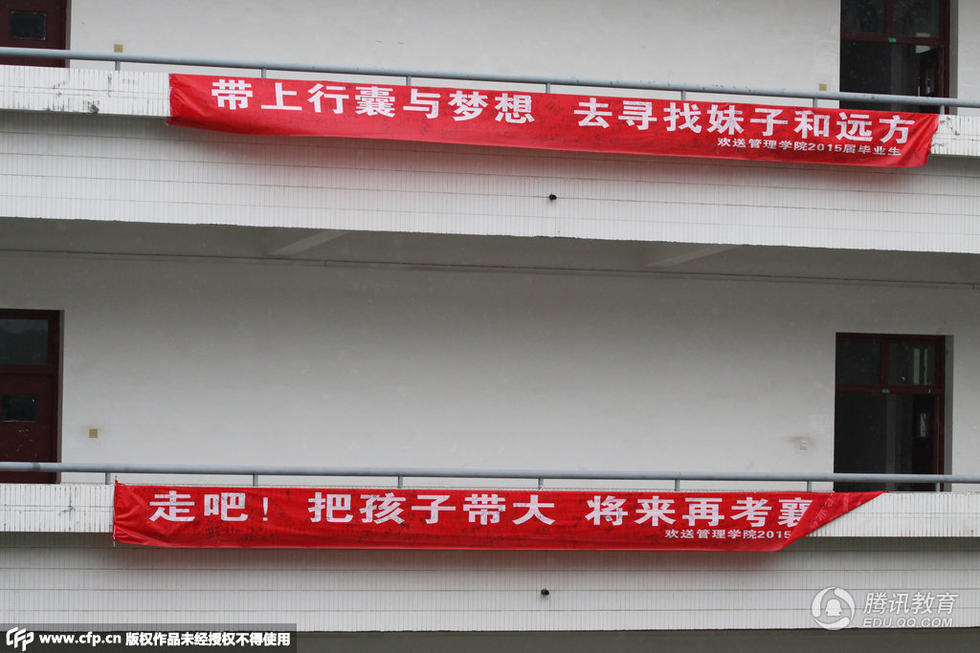 带上行囊与梦想 去寻找妹子和远方
欢送管理学院2015届毕业生
走吧！把孩子带大 将来再考襄
欢送管理学院2015
腾讯教育
EDU.QQ.COM
CFP www.cfp.cn 版权作品未经授权不得使用